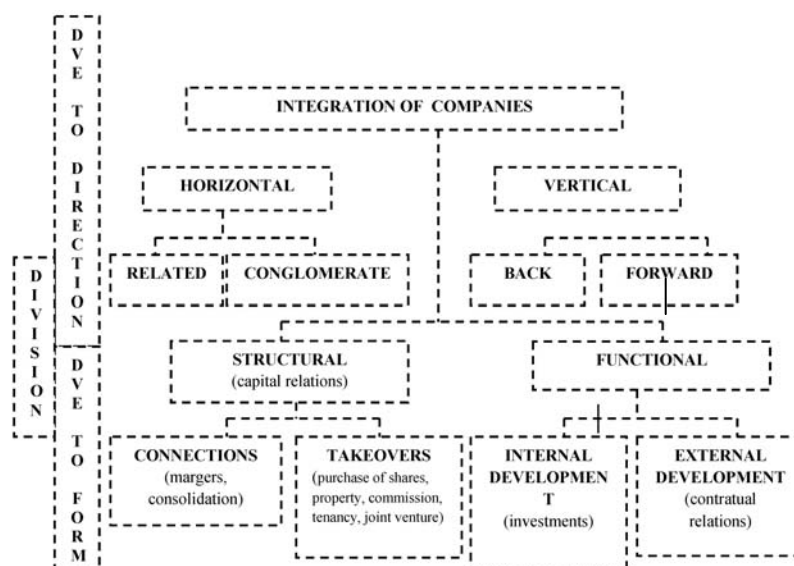 DVE TO DIRECTION
INTEGRATION OF COMPANIES
HORIZONTAL
VERTICAL
RELATED
CONGLOMERATE
BACK
FORWARD
DIVISION
DVE TO FORM
STRUCTURAL
(capital relations)
FUNCTIONAL
CONNECTIONS
(margers,
consolidation)
TAKEOVERS
(purchase of shares,
property, commission,
tenancy, joint venture)
INTERNAL
DEVELOPMEN
T
(investments)
EXTERNAL
DEVELOPMENT
(contratual
relations)